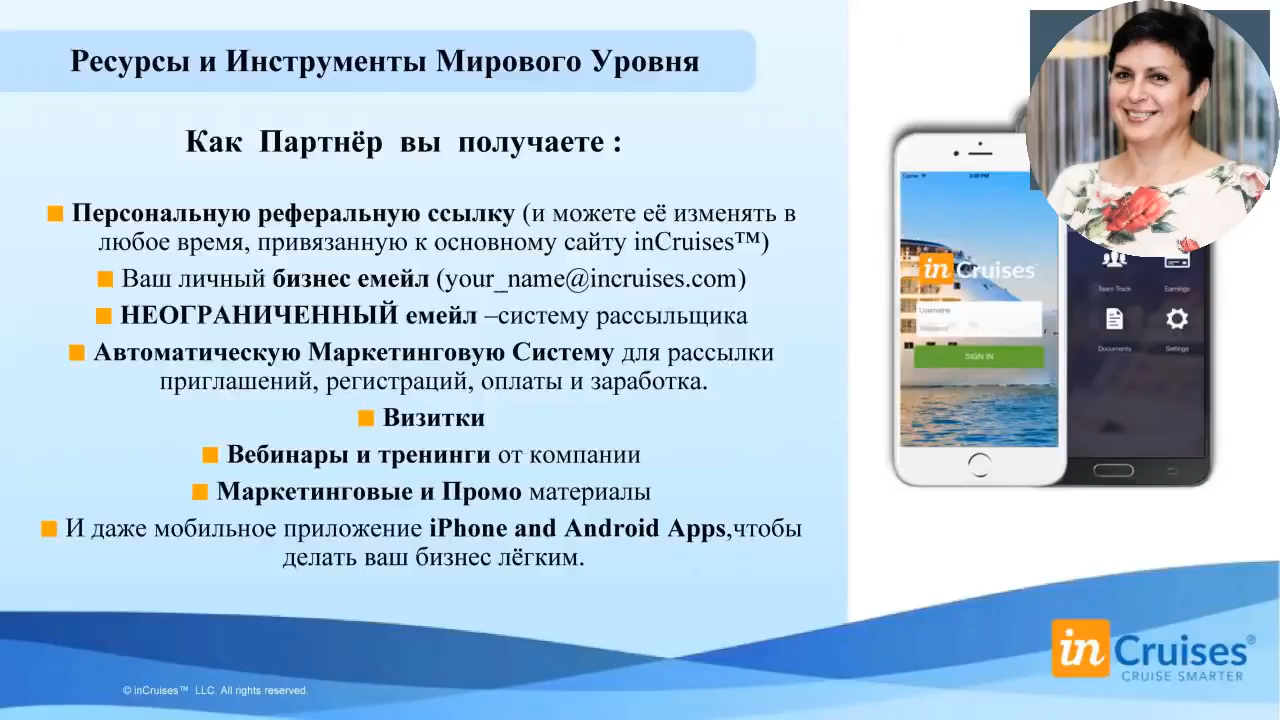 Ресурсы и Инструменты Мирового Уровня
Как Партнёр вы получаете :
Персональную реферальную ссылку (и можете её изменять в
любое время, привязанную к основному сайту inCruises™)
Ваш личный бизнес емейл (your_name@incruises.com)
НЕОГРАНИЧЕННЫЙ емейл –систему рассыльщика
Автоматическую Маркетинговую Систему для рассылки
приглашений, регистраций, оплаты и заработка.
Визитки
Вебинары и тренинги от компании
Маркетинговые и Промо материалы
И даже мобильное приложение iPhone and Android Apps,чтобы
делать ваш бизнес лёгким.
inCruises™
Username
Password
SIGN IN
Team Track
Earnings
Documents
Settings
inCruises®
CRUISE SMARTER
© inCruises™ LLC. All rights reserved.